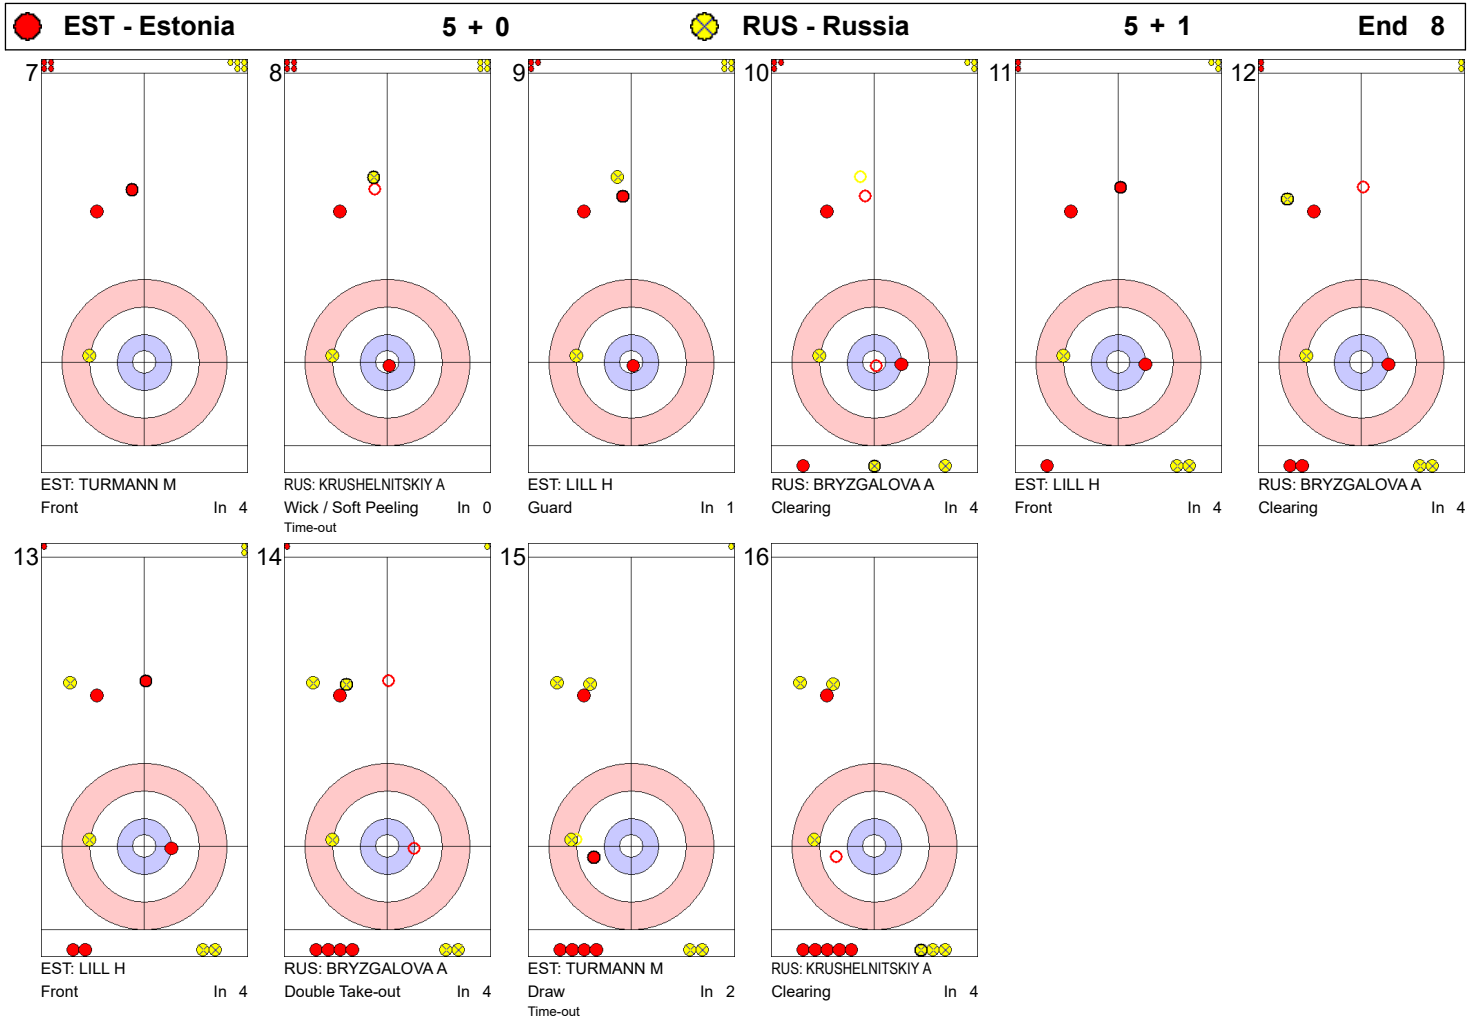 EST - Estonia 5 + 0 RUS - Russia 5 + 1 End 8
7 8 9 10 11 12
EST: TURMANN M RUS: KRUSHELNITSKIY A EST: LILL H RUS: BRYZGALOVA A EST: LILL H RUS: BRYZGALOVA A
Front In 4 Wick / Soft Peeling In 0 Guard In 1 Clearing In 4 Front In 4 Clearing In 4
Time-out
13 14 15 16
EST: LILL H RUS: BRYZGALOVA A EST: TURMANN M RUS: KRUSHELNITSKIY A
Front In 4 Double Take-out In 4 Draw In 2 Clearing In 4
Time-out